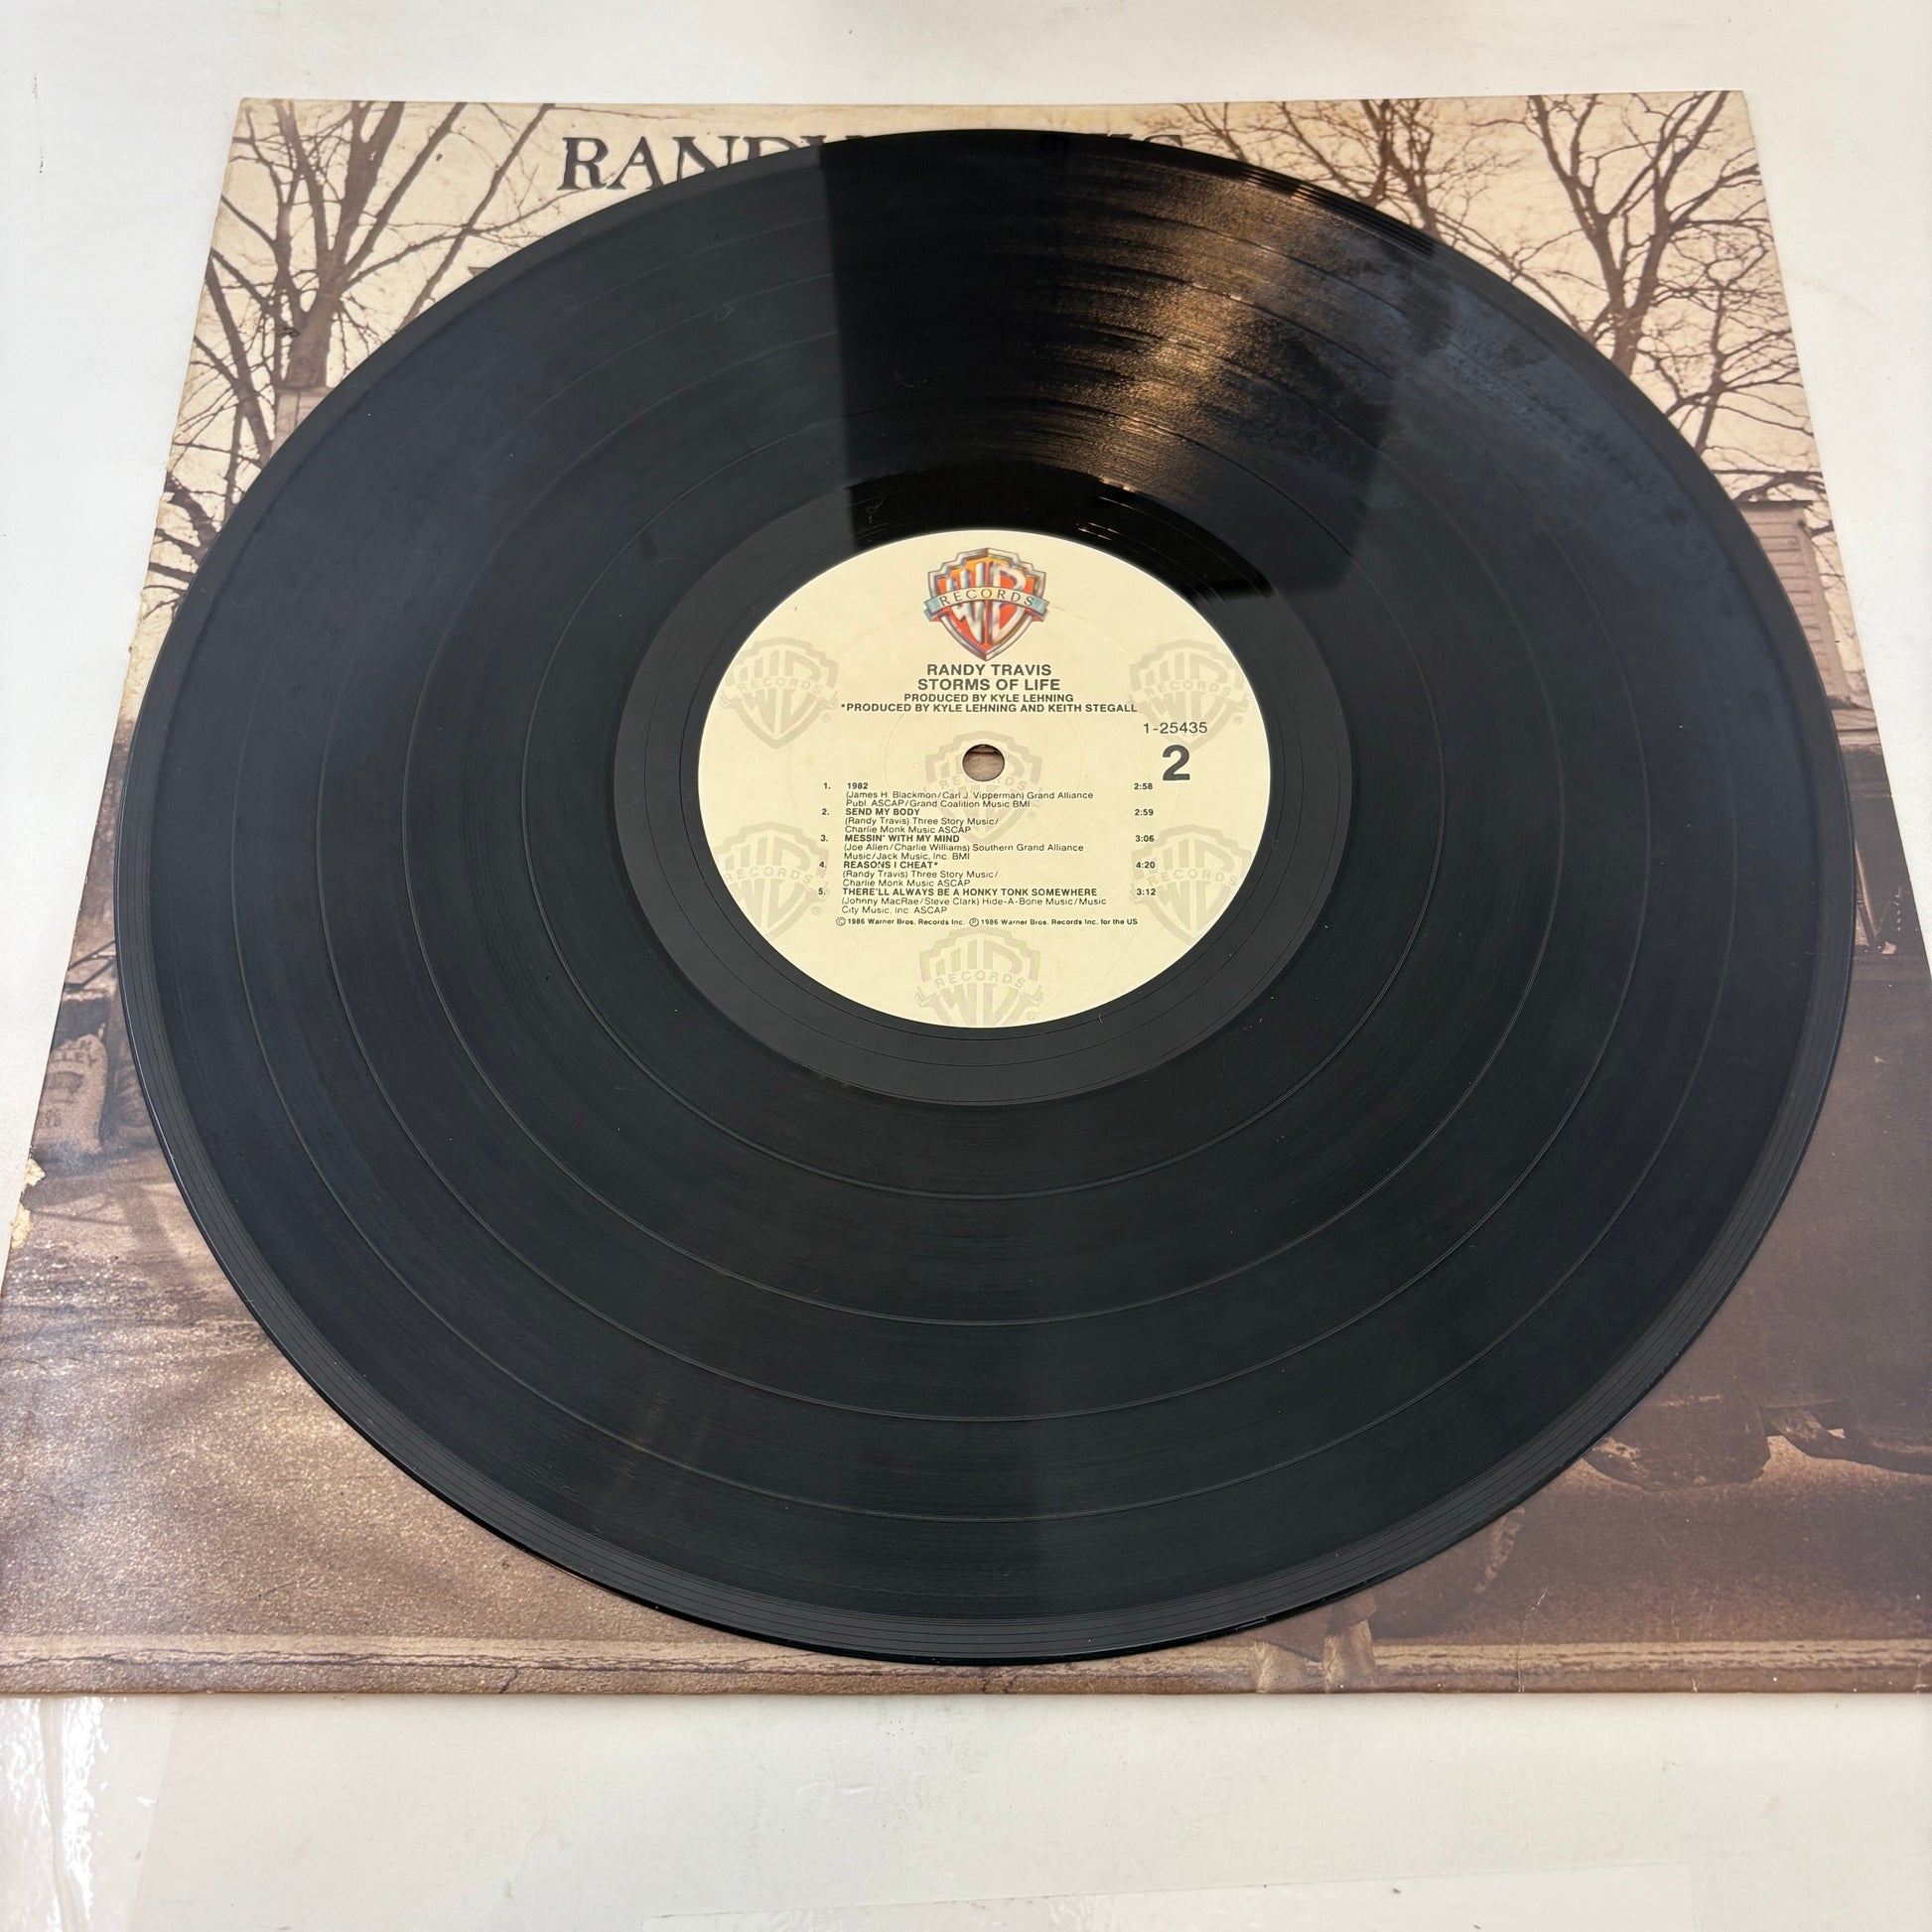 RANDY
RECORDS
RANDY TRAVIS
STORMS OF LIFE
PRODUCED BY KYLE LEHNING
*PRODUCED BY KYLE LEHNING AND KEITH STEGALL
1-25435
2
1. 1982 2:58
(James H. Blackmon/Carl J. Vipperman) Grand Alliance
Publ. ASCAP/Grand Coalition Music BMI
2. SEND MY BODY 2:59
(Randy Travis) Three Story Music/
Charlie Monk Music ASCAP
3. MESSIN' WITH MY MIND 3:06
(Joe Allen/Charlie Williams) Southern Grand Alliance
Music/Jack Music, Inc. BMI
4. REASONS I CHEAT* 4:20
(Randy Travis) Three Story Music/
Charlie Monk Music ASCAP
5. THERE'LL ALWAYS BE A HONKY TONK SOMEWHERE 3:12
(Johnny MacRae/Steve Clark) Hide-A-Bone Music/Music
City Music, Inc. ASCAP
©1986 Warner Bros. Records Inc. ℗1986 Warner Bros. Records Inc. for the US